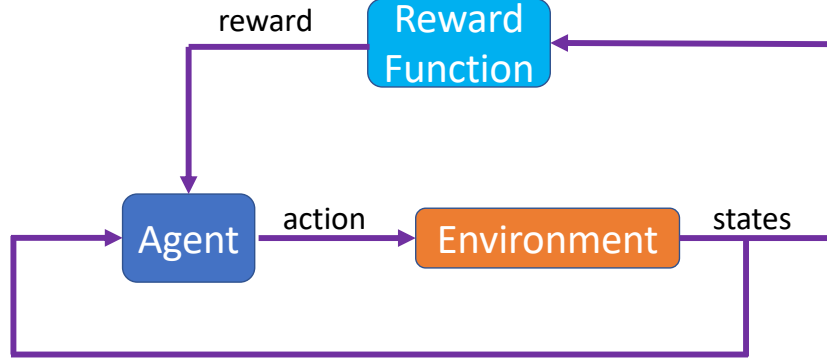 reward
Reward
Function
Agent
action
Environment
states